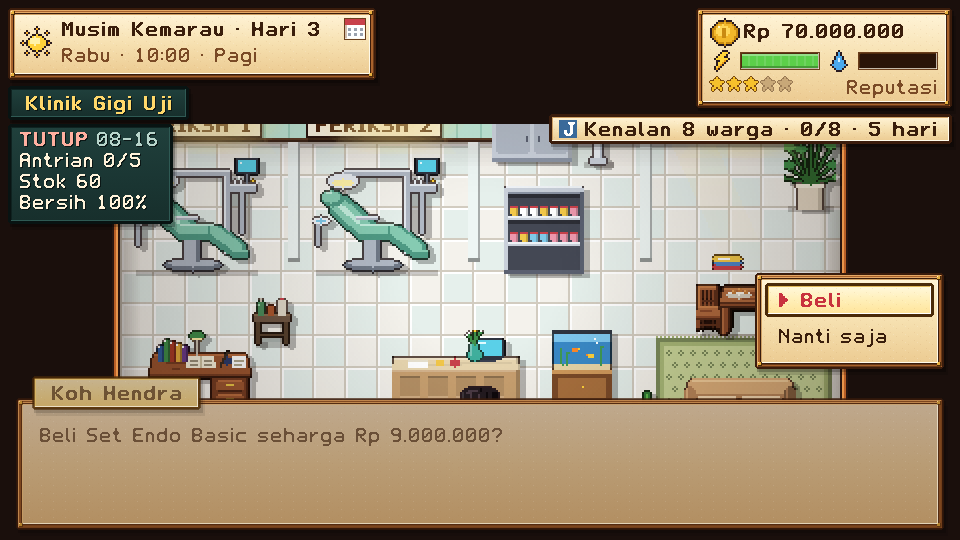 Musim Kemarau · Hari 3
Rabu · 10:00 · Pagi
Rp 70.000.000
Reputasi
Klinik Gigi Uji
TUTUP 08-16
Antrian 0/5
Stok 60
Bersih 100%
PERIKSA 2
J Kenalan 8 warga · 0/8 · 5 hari
Beli
Nanti saja
Koh Hendra
Beli Set Endo Basic seharga Rp 9.000.000?